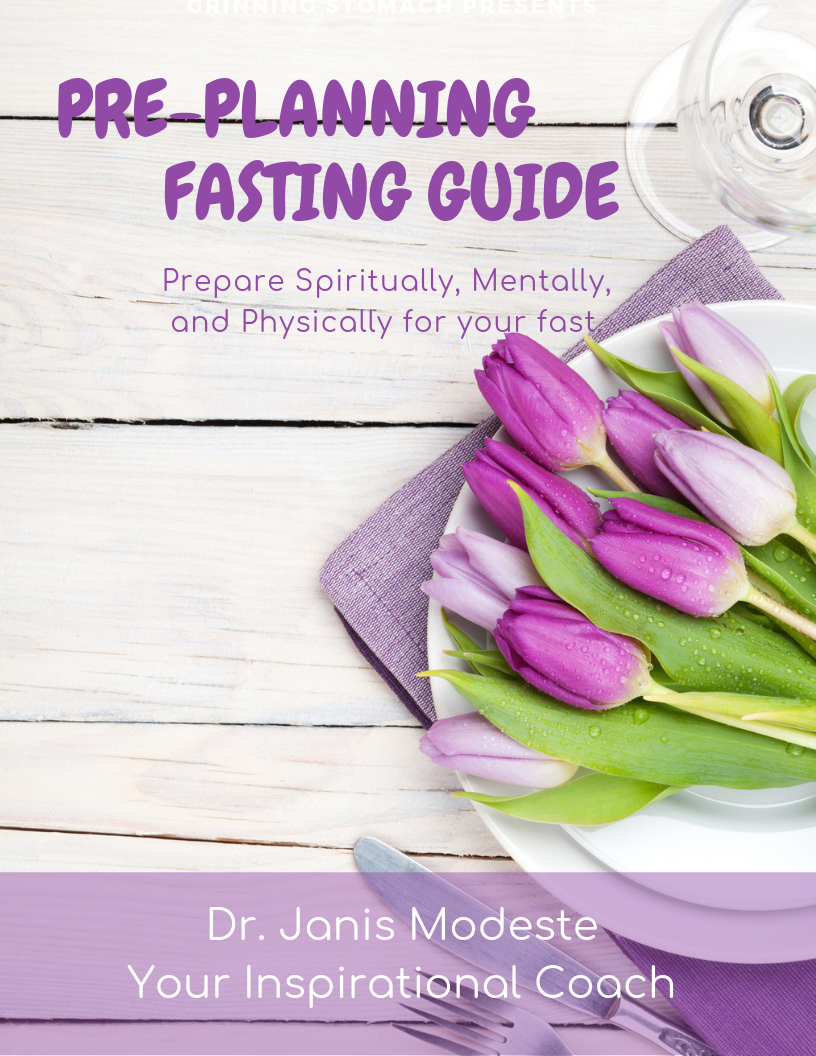 GRINNING STOMACH PRESENTS
PRE-PLANNING
FASTING GUIDE
Prepare Spiritually, Mentally,
and Physically for your fast.
Dr. Janis Modeste
Your Inspirational Coach